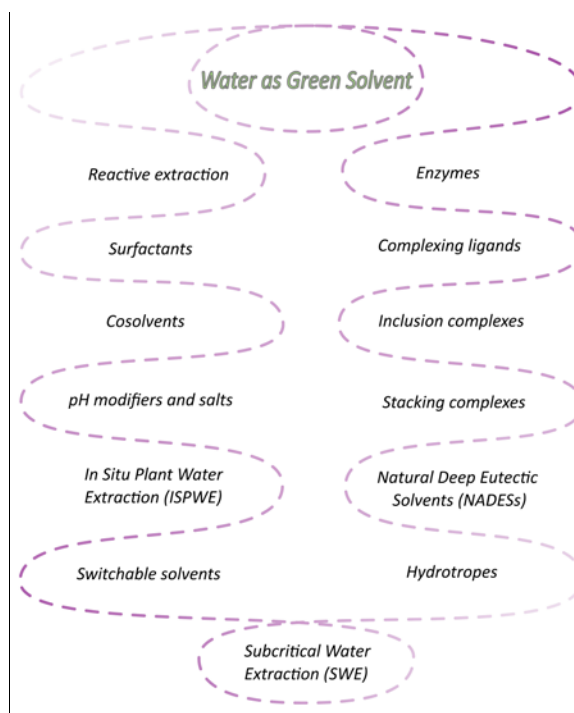 Water as Green Solvent
Reactive extraction
Enzymes
Surfactants
Complexing ligands
Cosolvents
Inclusion complexes
pH modifiers and salts
Stacking complexes
In Situ Plant Water
Extraction (ISPWE)
Natural Deep Eutectic
Solvents (NADESs)
Switchable solvents
Hydrotropes
Subcritical Water
Extraction (SWE)